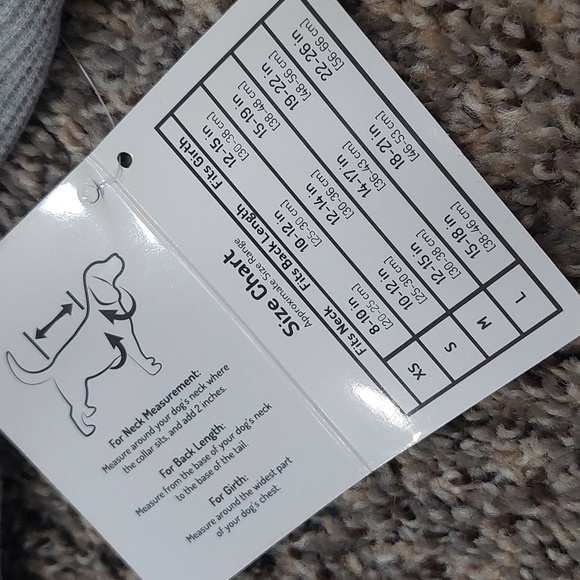 Size Chart
Approximate Size Range
Fits Neck Fits Back Length Fits Girth
XS 8-10 in 10-12 in 12-15 in
[20-25 cm] [25-30 cm] [30-38 cm]
S 10-12 in 12-14 in 15-19 in
[25-30 cm] [30-36 cm] [38-48 cm]
M 12-15 in 14-17 in 19-22 in
[30-38 cm] [36-43 cm] [48-56 cm]
L 15-18 in 18-21 in 22-26 in
[38-46 cm] [46-53 cm] [56-66 cm]
For Neck Measurement:
Measure around your dog's neck where
the collar sits, and add 2 inches.
For Back Length:
Measure from the base of your dog's neck
to the base of the tail.
For Girth:
Measure around the widest part
of your dog's chest.